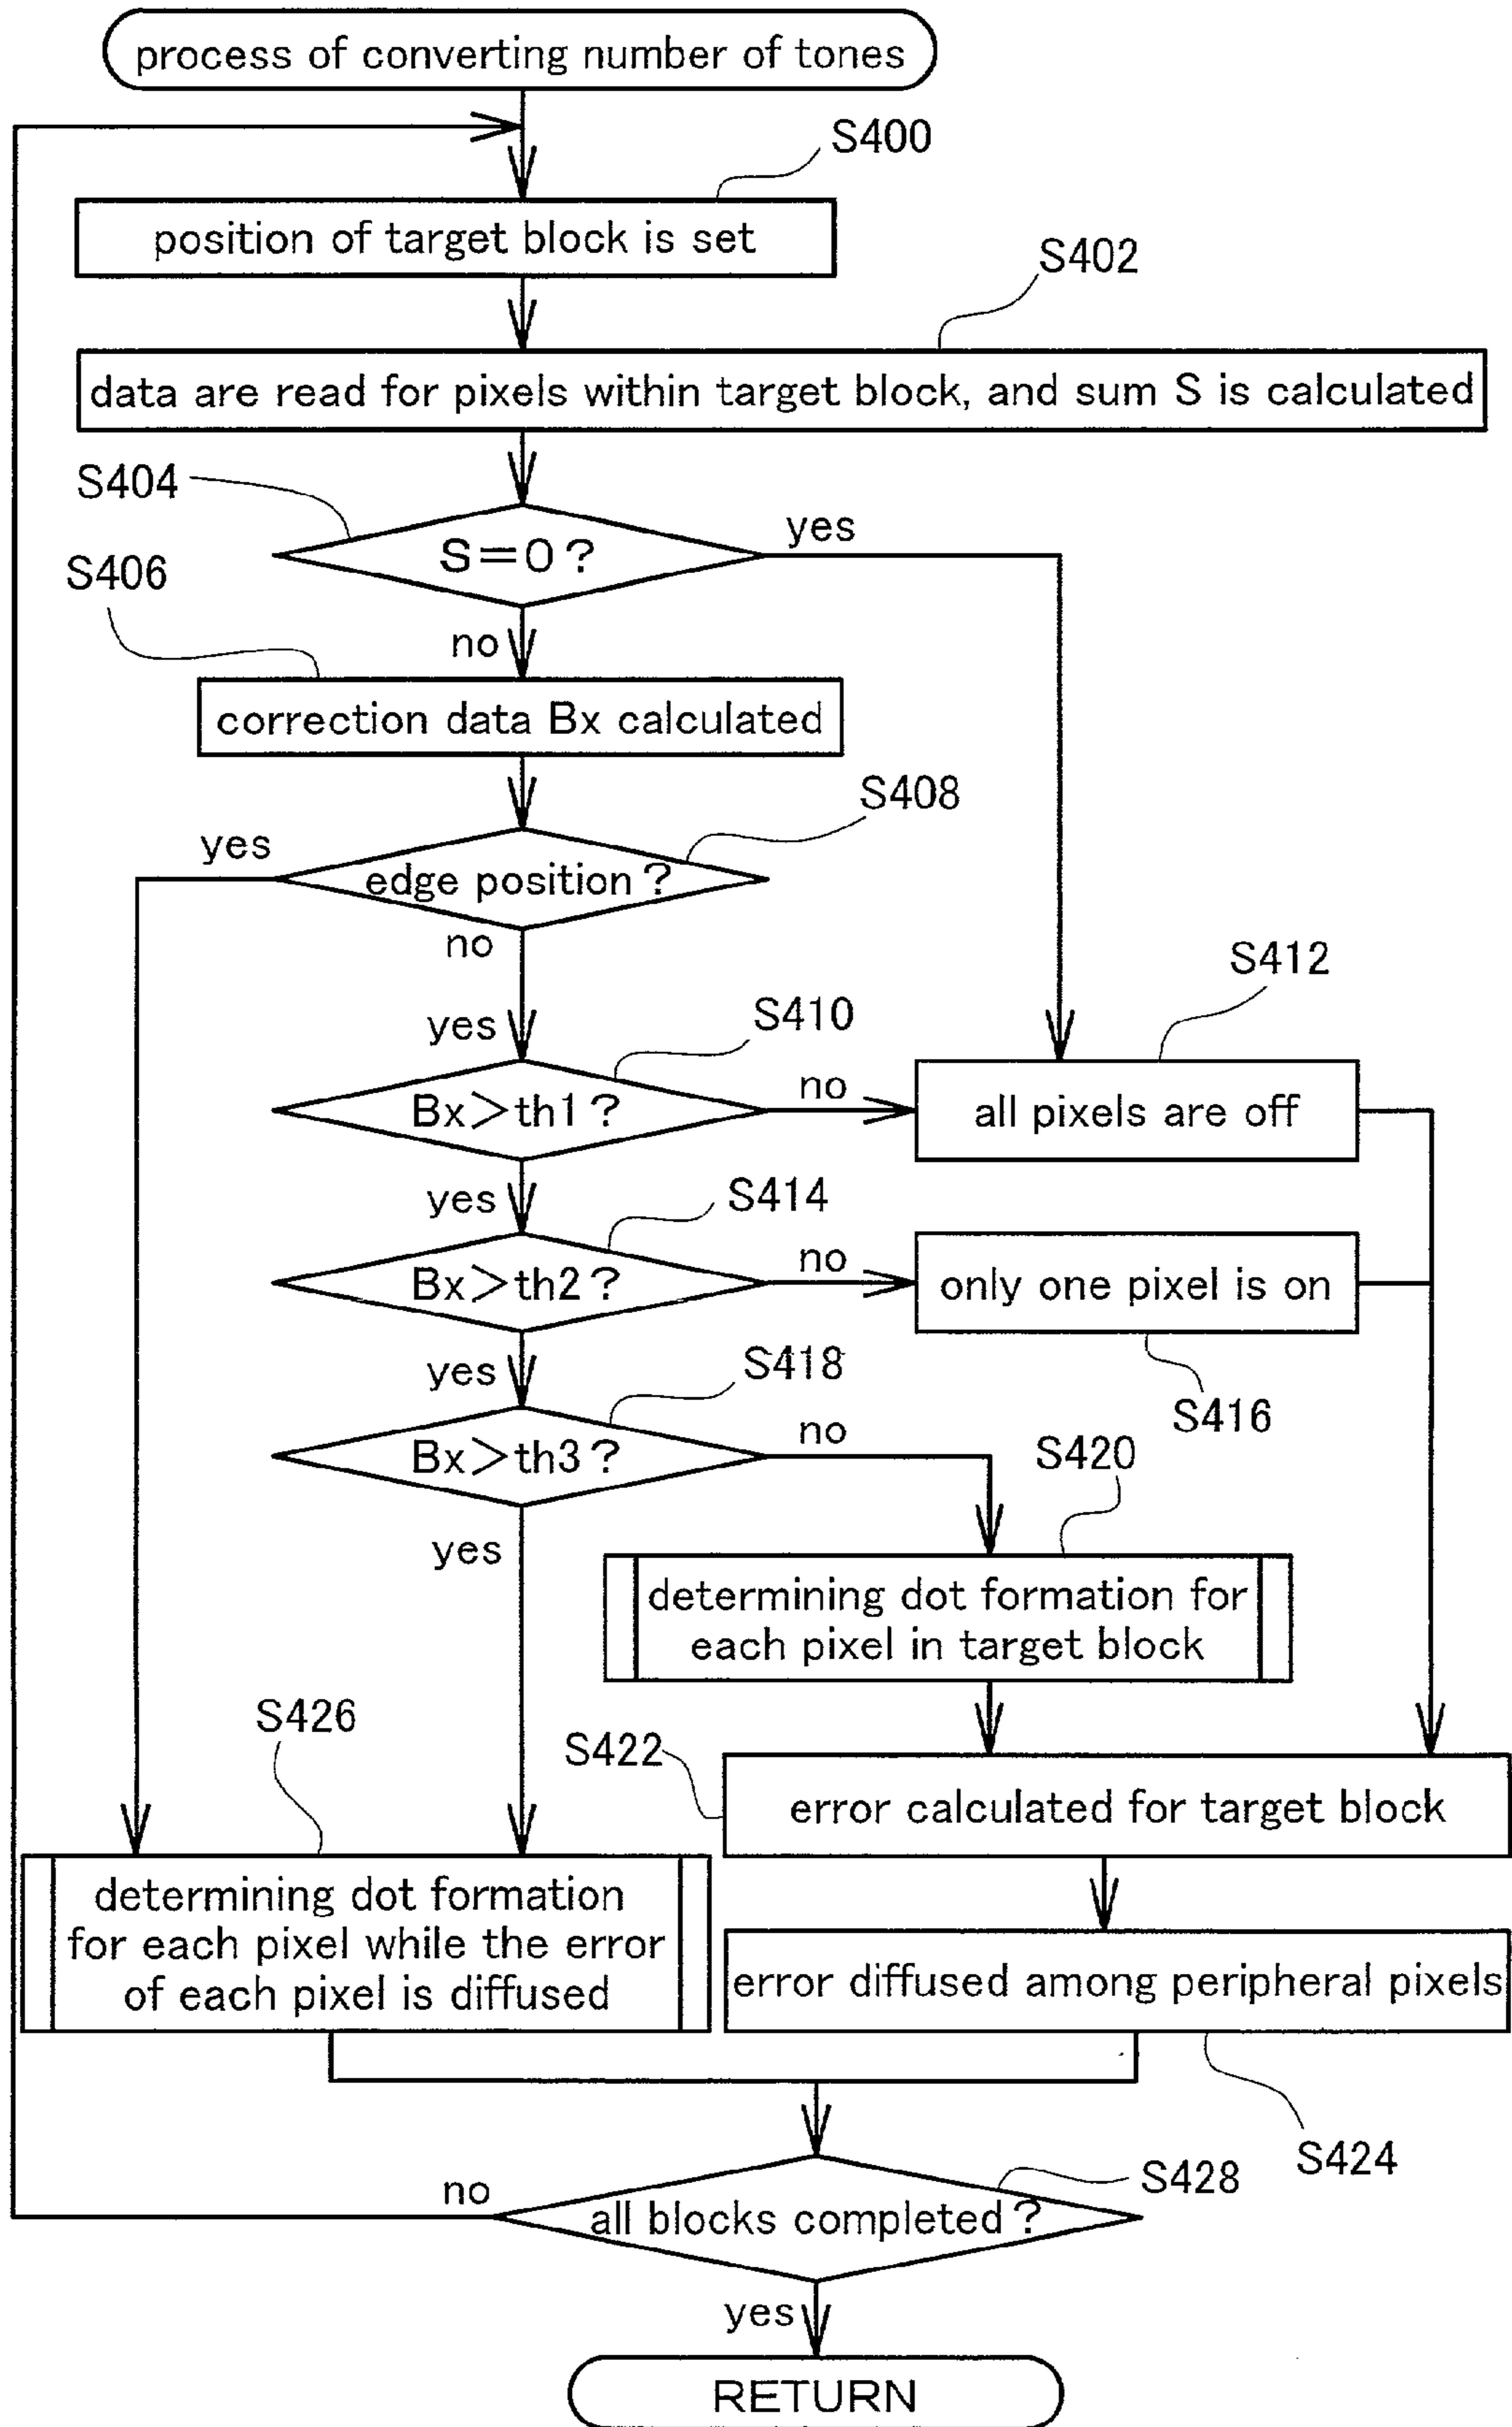 process of converting number of tones
S400
position of target block is set
S402
data are read for pixels within target block, and sum S is calculated
S404
S=0?
yes
no
S406
correction data Bx calculated
S408
yes
edge position?
no
S412
yes
S410
Bx>th1?
no
all pixels are off
yes
S414
Bx>th2?
no
only one pixel is on
S416
yes
S418
Bx>th3?
no
S420
yes
determining dot formation for
each pixel in target block
S426
S422
error calculated for target block
determining dot formation
for each pixel while the error
of each pixel is diffused
error diffused among peripheral pixels
S424
S428
no
all blocks completed?
yes
RETURN